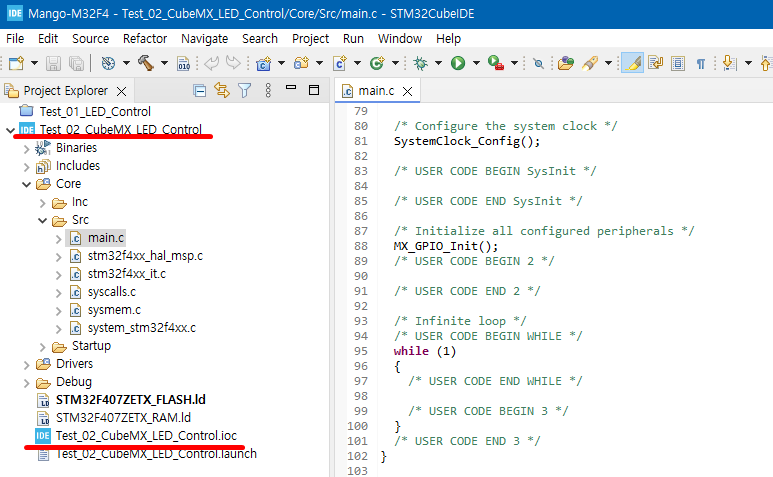 IDE Mango-M32F4 - Test_02_CubeMX_LED_Control/Core/Src/main.c - STM32CubeIDE
File Edit Source Refactor Navigate Search Project Run Window Help
010
Project Explorer
main.c
Test_01_LED_Control
IDE Test_02_CubeMX_LED_Control
Binaries
Includes
Core
Inc
Src
main.c
stm32f4xx_hal_msp.c
stm32f4xx_it.c
syscalls.c
sysmem.c
system_stm32f4xx.c
Startup
Drivers
Debug
STM32F407ZETX_FLASH.ld
STM32F407ZETX_RAM.ld
IDE Test_02_CubeMX_LED_Control.ioc
Test_02_CubeMX_LED_Control.launch
79
80 /* Configure the system clock */
81 SystemClock_Config();
82
83 /* USER CODE BEGIN SysInit */
84
85 /* USER CODE END SysInit */
86
87 /* Initialize all configured peripherals */
88 MX_GPIO_Init();
89 /* USER CODE BEGIN 2 */
90
91 /* USER CODE END 2 */
92
93 /* Infinite loop */
94 /* USER CODE BEGIN WHILE */
95 while (1)
96 {
97 /* USER CODE END WHILE */
98
99 /* USER CODE BEGIN 3 */
100 }
101 /* USER CODE END 3 */
102 }
103